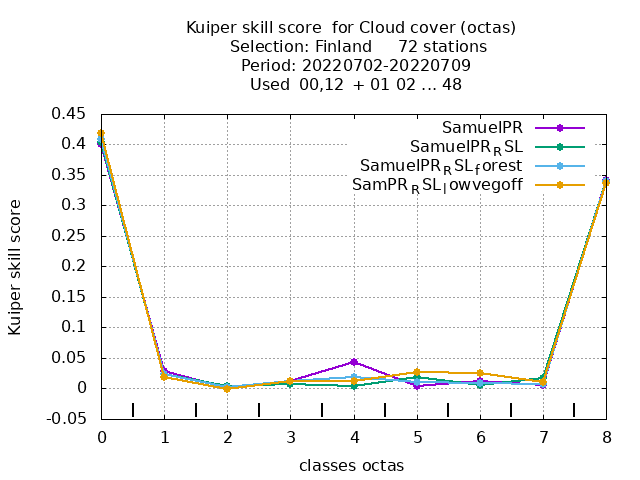 Kuiper skill score  for Cloud cover (octas)
Selection: Finland     72 stations
Period: 20220702-20220709
Used  00,12  + 01 02 ... 48
SamuelPR
SamuelPR_RSL
SamuelPR_RSL_forest
SamPR_RSL_lowvegoff
0.45
0.4
0.35
0.3
0.25
0.2
0.15
0.1
0.05
0
-0.05
Kuiper skill score
0 1 2 3 4 5 6 7 8
classes octas